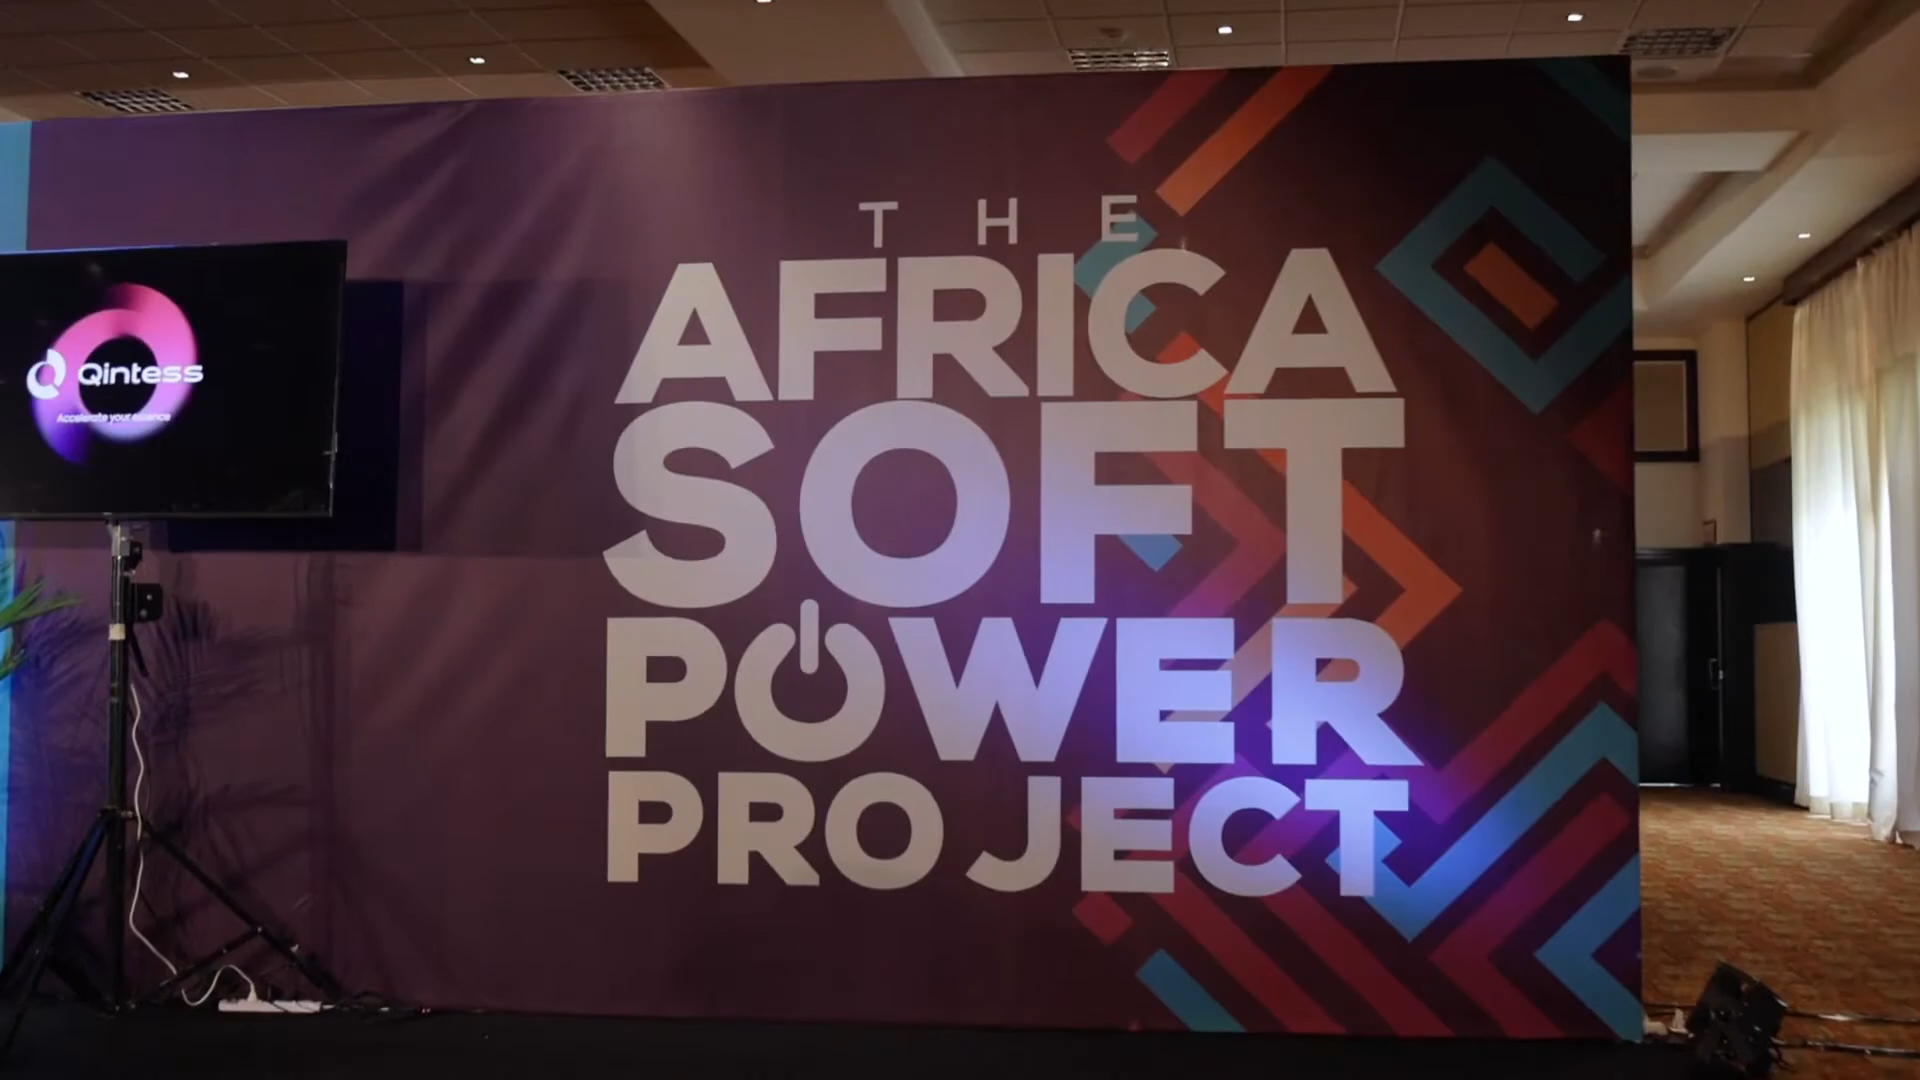 THE
AFRICA
SOFT
POWER
PROJECT
Qintess
Accelerate your essence